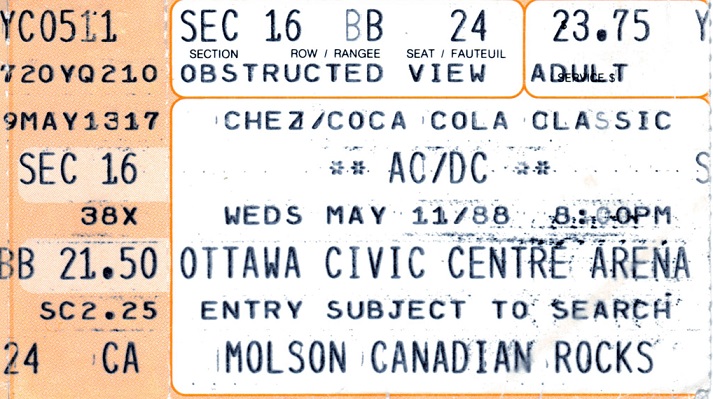 YC0511 SEC 16 BB 24 23.75 Y
SECTION ROW / RANGEE SEAT / FAUTEUIL
720YQ210 OBSTRUCTED VIEW ADULT
SERVICE $
9MAY1317 CHEZ/COCA COLA CLASSIC
SEC 16 ** AC/DC ** S
38X WEDS MAY 11/88 8:00PM
BB 21.50 OTTAWA CIVIC CENTRE ARENA
SC2.25 ENTRY SUBJECT TO SEARCH
24 CA MOLSON CANADIAN ROCKS